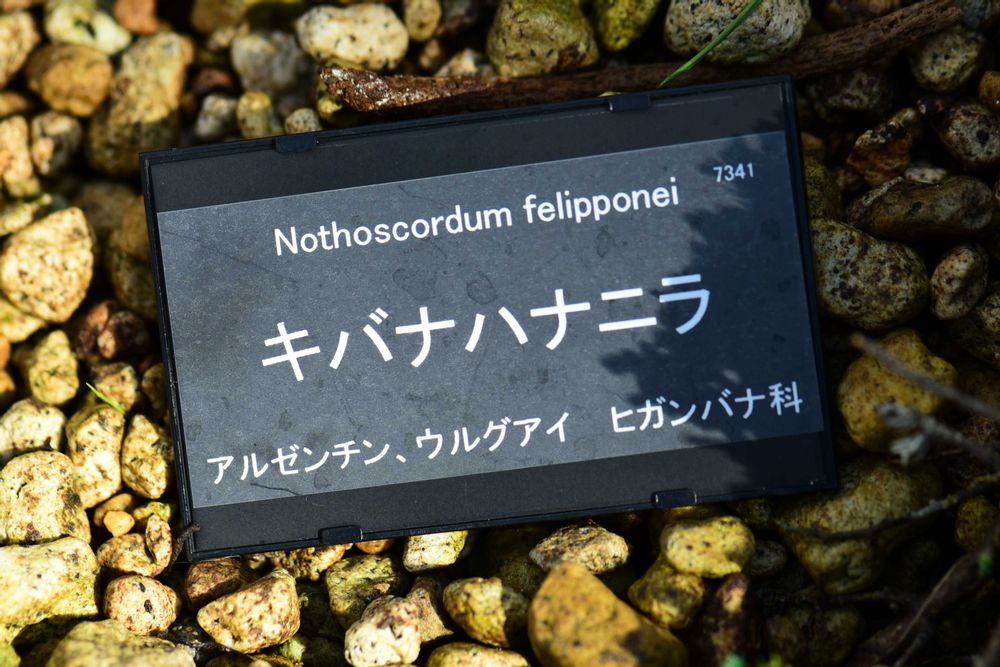 7341
Nothoscordum felipponei
キバナハナニラ
アルゼンチン、ウルグアイ ヒガンバナ科